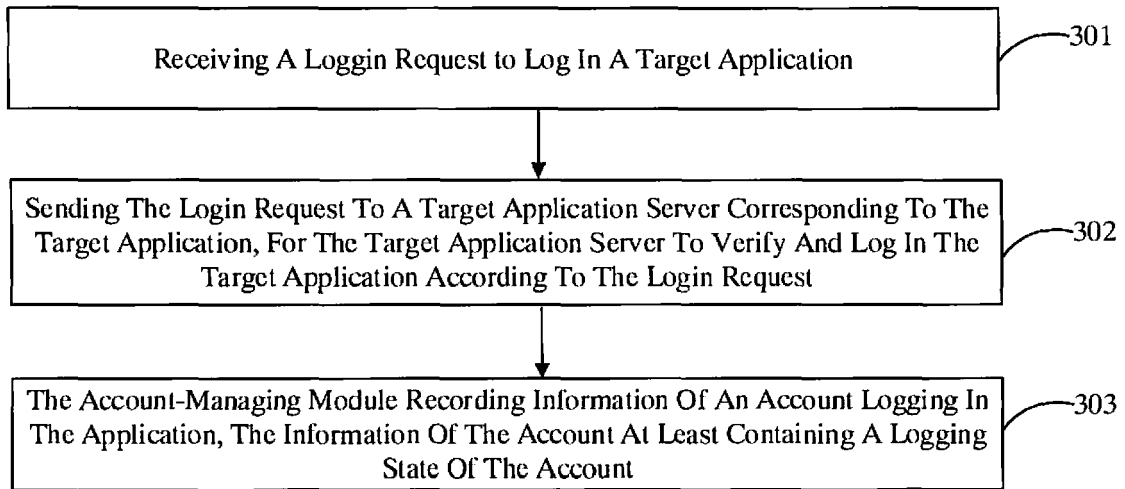 Receiving A Loggin Request to Log In A Target Application
301
Sending The Login Request To A Target Application Server Corresponding To The
Target Application, For The Target Application Server To Verify And Log In The
Target Application According To The Login Request
302
The Account-Managing Module Recording Information Of An Account Logging In
The Application, The Information Of The Account At Least Containing A Logging
State Of The Account
303